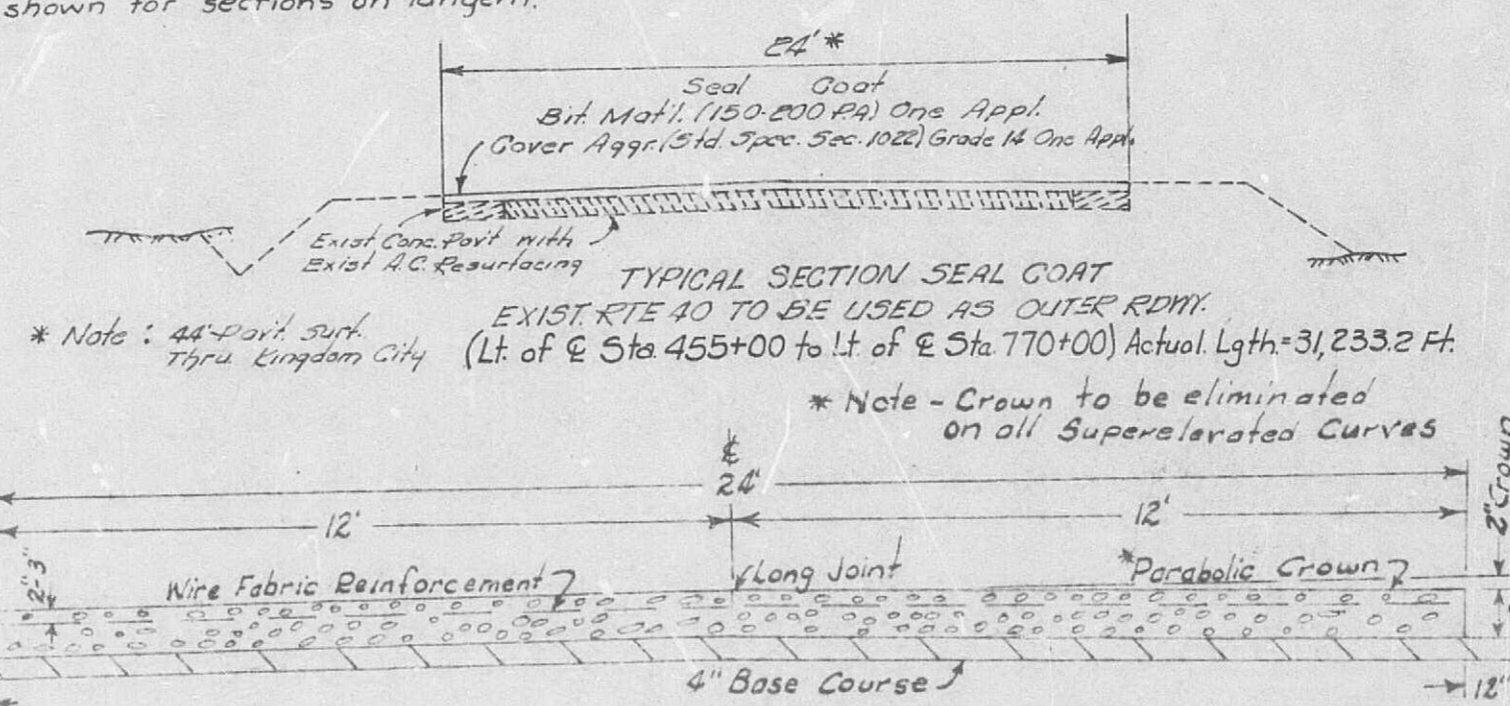 shown for sections on tangent.
24' *
Seal Coat
Bit. Mat'l. (150-200 PA) One Appl.
Cover Aggr. (Std. Spec. Sec. 1022) Grade 14 One Appl.
Exist Conc. Pav't with
Exist A.C. Resurfacing
TYPICAL SECTION SEAL COAT
EXIST. RTE 40 TO BE USED AS OUTER RDWY.
* Note : 44' Pav't. surf.
Thru Kingdom City
(Lt. of ℄ Sta. 455+00 to Lt. of ℄ Sta. 770+00) Actual. Lgth.=31,233.2 Ft.
* Note - Crown to be eliminated
on all Superelevated Curves
℄
24'
12'
12'
2" Crown
2"-3"
Wire Fabric Reinforcement
Long Joint
*Parabolic Crown
4" Base Course
12"